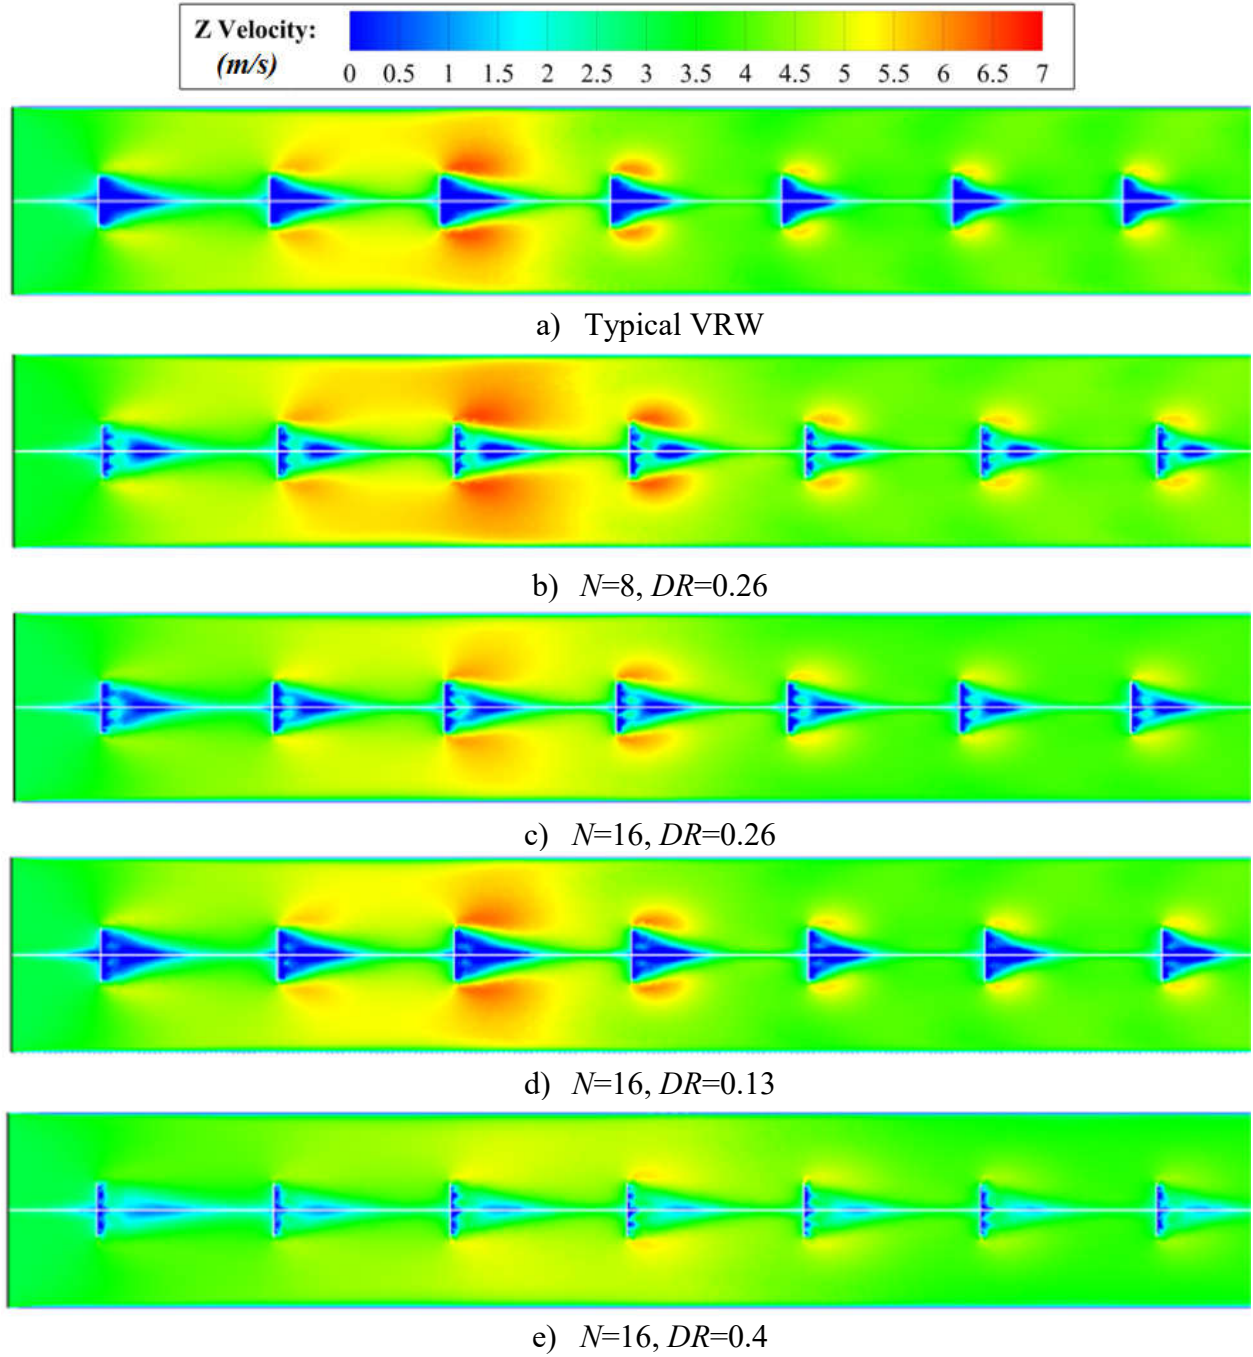 Z Velocity:
(m/s)
0 0.5 1 1.5 2 2.5 3 3.5 4 4.5 5 5.5 6 6.5 7
a) Typical VRW
b) N=8, DR=0.26
c) N=16, DR=0.26
d) N=16, DR=0.13
e) N=16, DR=0.4